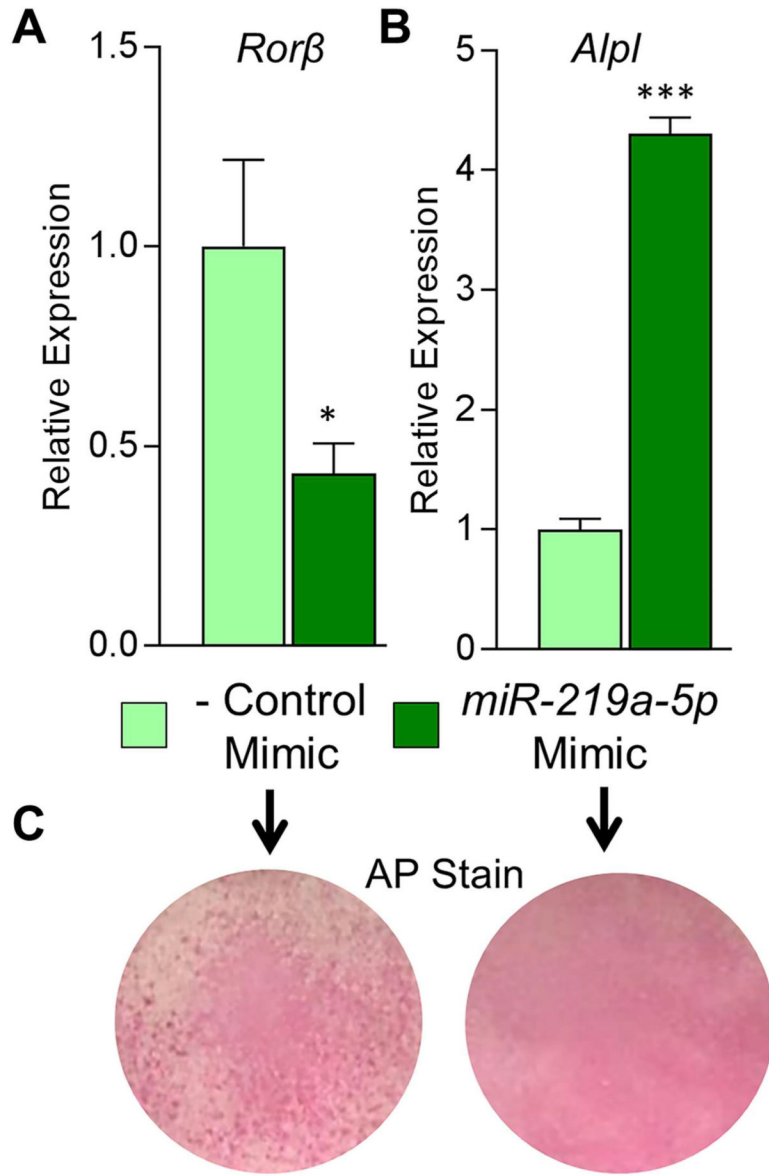 A
Rorβ
1.5
1.0
0.5
0.0
Relative Expression
*
B
Alpl
5
4
3
2
1
0
Relative Expression
***
- Control
Mimic
miR-219a-5p
Mimic
C
AP Stain